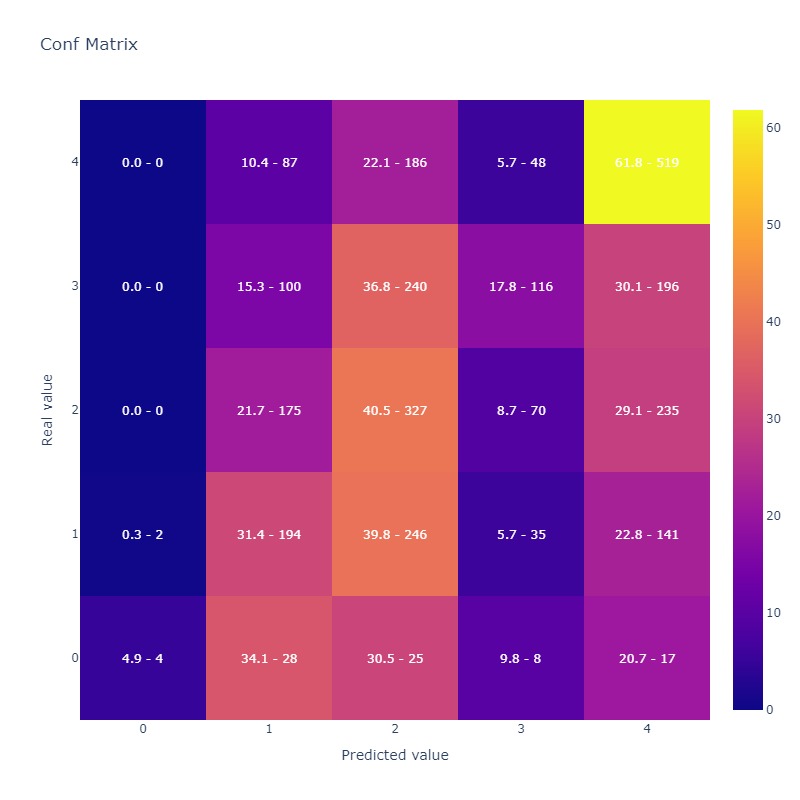 Conf Matrix
4 0.0 - 0 10.4 - 87 22.1 - 186 5.7 - 48 61.8 - 519
3 0.0 - 0 15.3 - 100 36.8 - 240 17.8 - 116 30.1 - 196
2 0.0 - 0 21.7 - 175 40.5 - 327 8.7 - 70 29.1 - 235
1 0.3 - 2 31.4 - 194 39.8 - 246 5.7 - 35 22.8 - 141
0 4.9 - 4 34.1 - 28 30.5 - 25 9.8 - 8 20.7 - 17
0 1 2 3 4
Predicted value
Real value
60
50
40
30
20
10
0